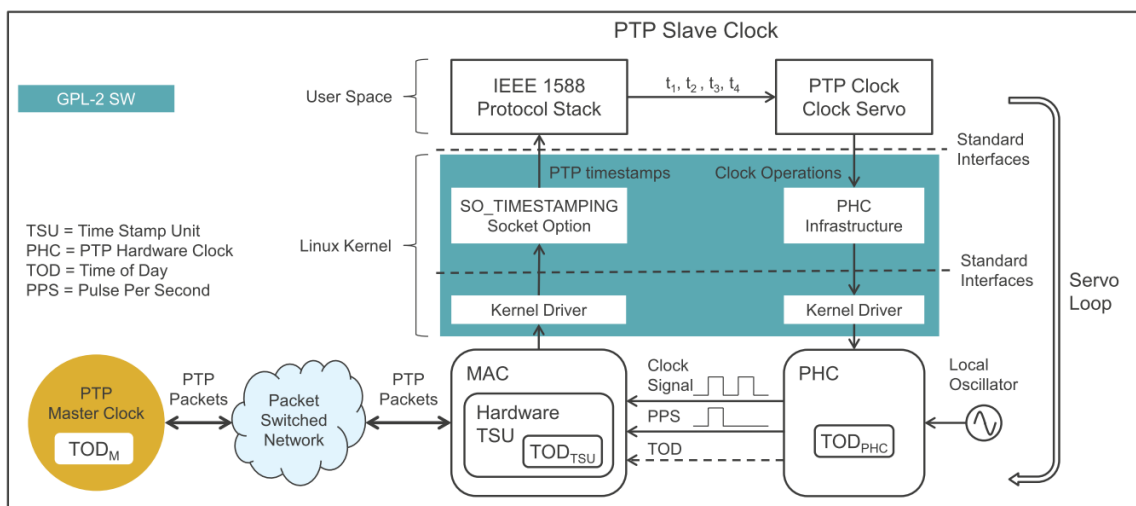 PTP Slave Clock
GPL-2 SW
User Space
IEEE 1588
Protocol Stack
t1, t2 , t3, t4
PTP Clock
Clock Servo
Standard
Interfaces
PTP timestamps
Clock Operations
SO_TIMESTAMPING
Socket Option
PHC
Infrastructure
TSU = Time Stamp Unit
PHC = PTP Hardware Clock
TOD = Time of Day
PPS = Pulse Per Second
Linux Kernel
Standard
Interfaces
Servo
Loop
Kernel Driver
Kernel Driver
PTP
Master Clock
TODM
PTP
Packets
Packet
Switched
Network
PTP
Packets
MAC
Hardware
TSU
TODTSU
Clock
Signal
PPS
TOD
PHC
TODPHC
Local
Oscillator